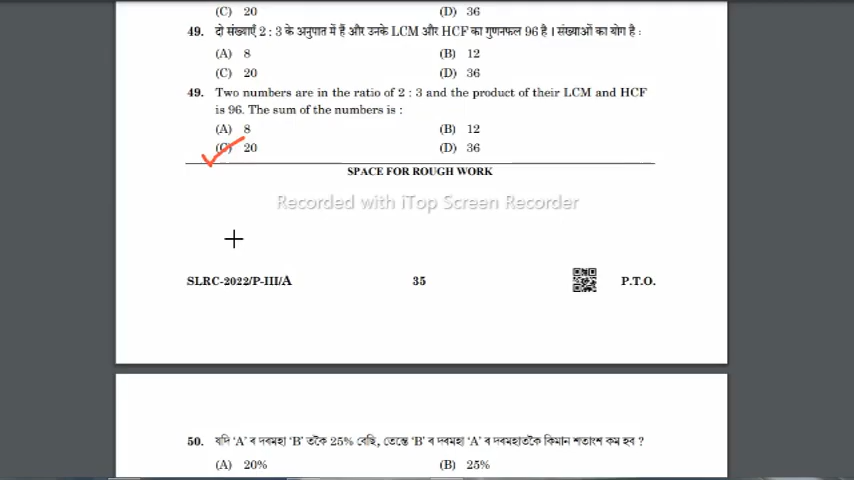 (C) 20 (D) 36
49. दो संख्याएँ 2 : 3 के अनुपात में हैं और उनके LCM और HCF का गुणनफल 96 है । संख्याओं का योग है :
(A) 8 (B) 12
(C) 20 (D) 36
49. Two numbers are in the ratio of 2 : 3 and the product of their LCM and HCF
is 96. The sum of the numbers is :
(A) 8 (B) 12
(C) 20 (D) 36
SPACE FOR ROUGH WORK
Recorded with iTop Screen Recorder
SLRC-2022/P-III/A 35 P.T.O.
50. যদি ‘A’ ৰ দৰমহা ‘B’ তকৈ 25% বেছি, তেন্তে ‘B’ ৰ দৰমহা ‘A’ ৰ দৰমহাতকৈ কিমান শতাংশ কম হব ?
(A) 20% (B) 25%